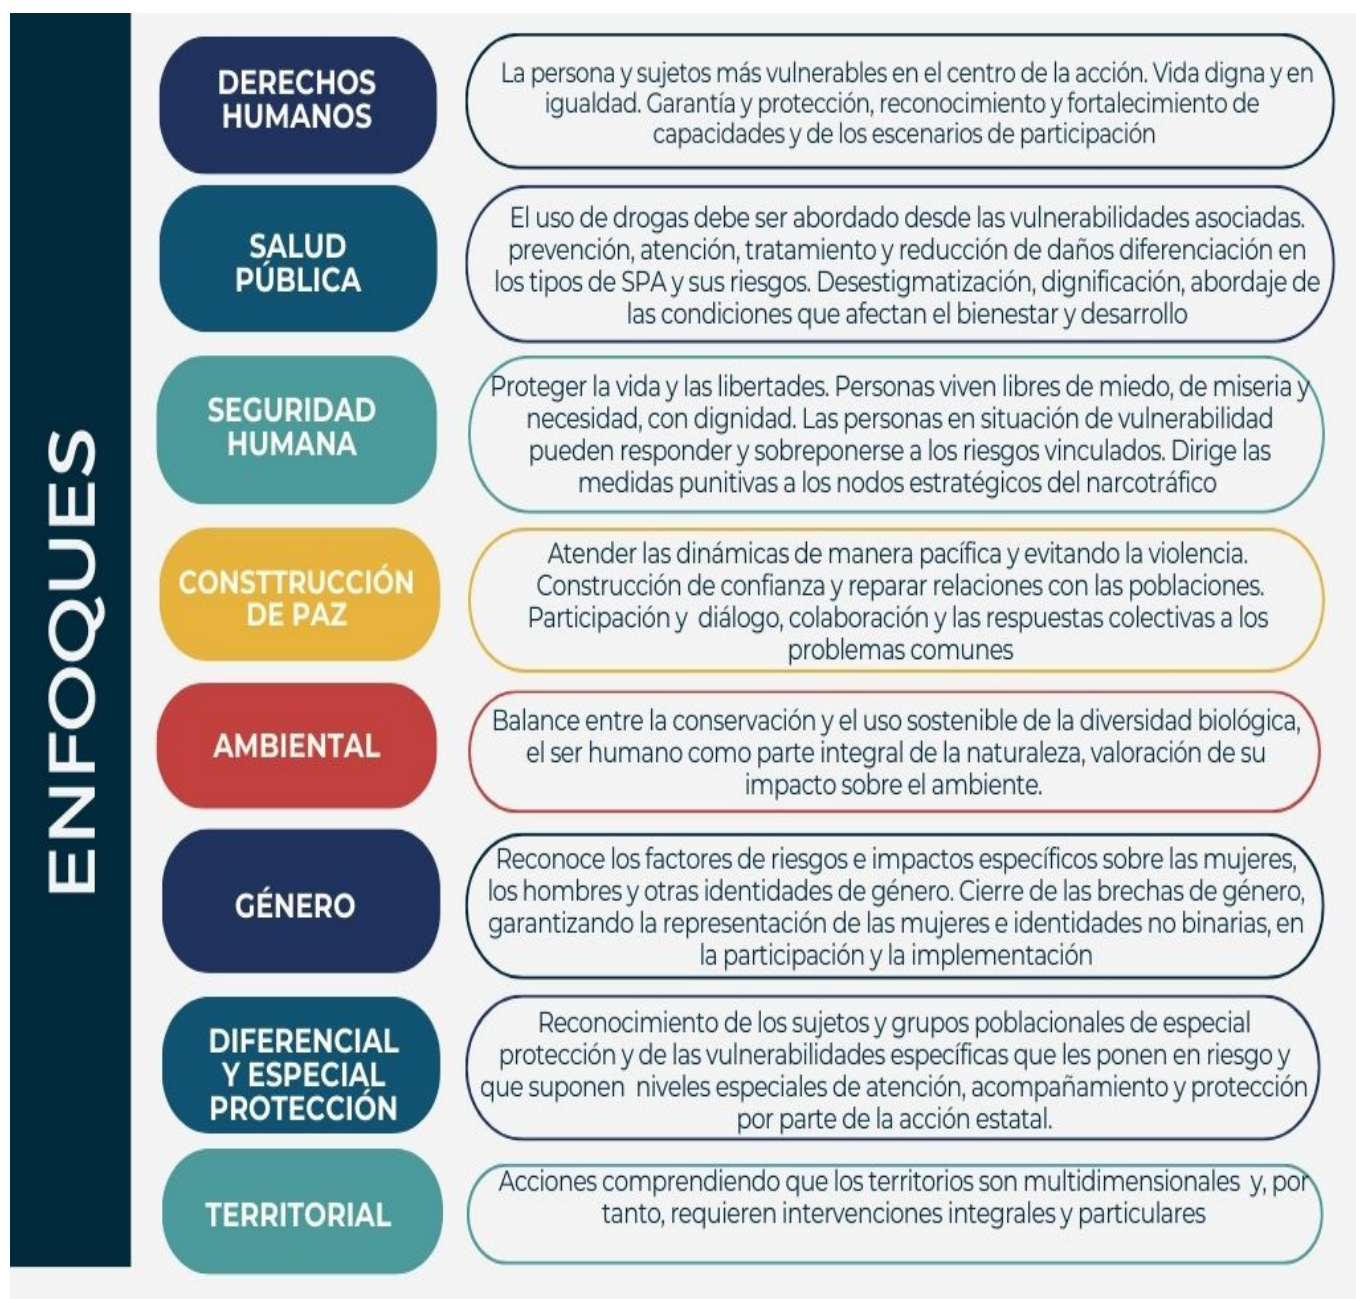 ENFOQUES
DERECHOS
HUMANOS
La persona y sujetos más vulnerables en el centro de la acción. Vida digna y en
igualdad. Garantía y protección, reconocimiento y fortalecimiento de
capacidades y de los escenarios de participación
SALUD
PÚBLICA
El uso de drogas debe ser abordado desde las vulnerabilidades asociadas.
prevención, atención, tratamiento y reducción de daños diferenciación en
los tipos de SPA y sus riesgos. Desestigmatización, dignificación, abordaje de
las condiciones que afectan el bienestar y desarrollo
SEGURIDAD
HUMANA
Proteger la vida y las libertades. Personas viven libres de miedo, de miseria y
necesidad, con dignidad. Las personas en situación de vulnerabilidad
pueden responder y sobreponerse a los riesgos vinculados. Dirige las
medidas punitivas a los nodos estratégicos del narcotráfico
CONSTTRUCCIÓN
DE PAZ
Atender las dinámicas de manera pacífica y evitando la violencia.
Construcción de confianza y reparar relaciones con las poblaciones.
Participación y diálogo, colaboración y las respuestas colectivas a los
problemas comunes
AMBIENTAL
Balance entre la conservación y el uso sostenible de la diversidad biológica,
el ser humano como parte integral de la naturaleza, valoración de su
impacto sobre el ambiente.
GÉNERO
Reconoce los factores de riesgos e impactos específicos sobre las mujeres,
los hombres y otras identidades de género. Cierre de las brechas de género,
garantizando la representación de las mujeres e identidades no binarias, en
la participación y la implementación
DIFERENCIAL
Y ESPECIAL
PROTECCIÓN
Reconocimiento de los sujetos y grupos poblacionales de especial
protección y de las vulnerabilidades específicas que les ponen en riesgo y
que suponen niveles especiales de atención, acompañamiento y protección
por parte de la acción estatal.
TERRITORIAL
Acciones comprendiendo que los territorios son multidimensionales y, por
tanto, requieren intervenciones integrales y particulares